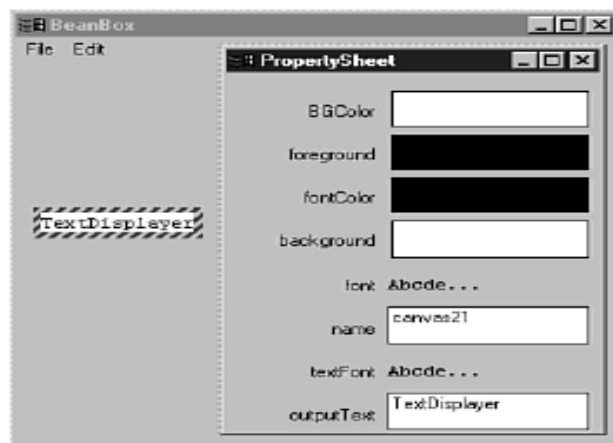 BeanBox
File Edit
TextDisplayer
PropertySheet
BGColor
foreground
fontColor
background
font Abcde...
name canvas21
textFont Abcde...
outputText TextDisplayer